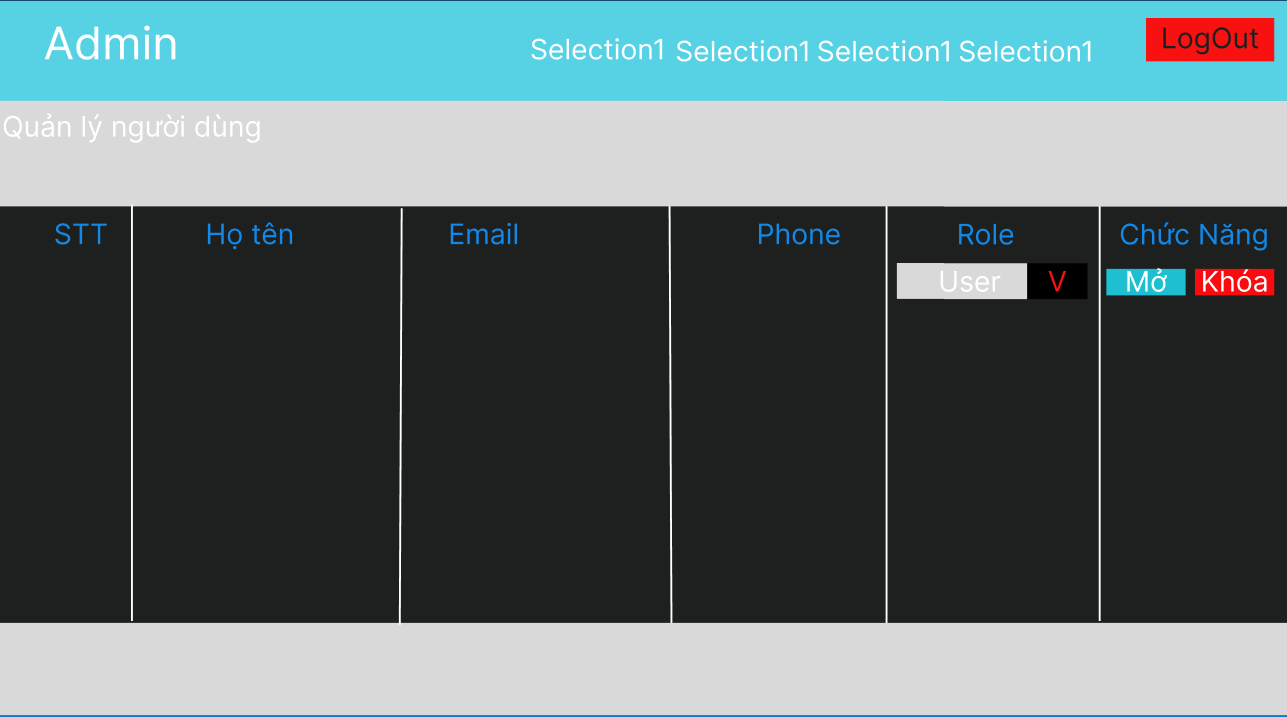 Admin
Selection1 Selection1 Selection1 Selection1
LogOut
Quản lý người dùng
STT Họ tên Email Phone Role Chức Năng
User V Mở Khóa